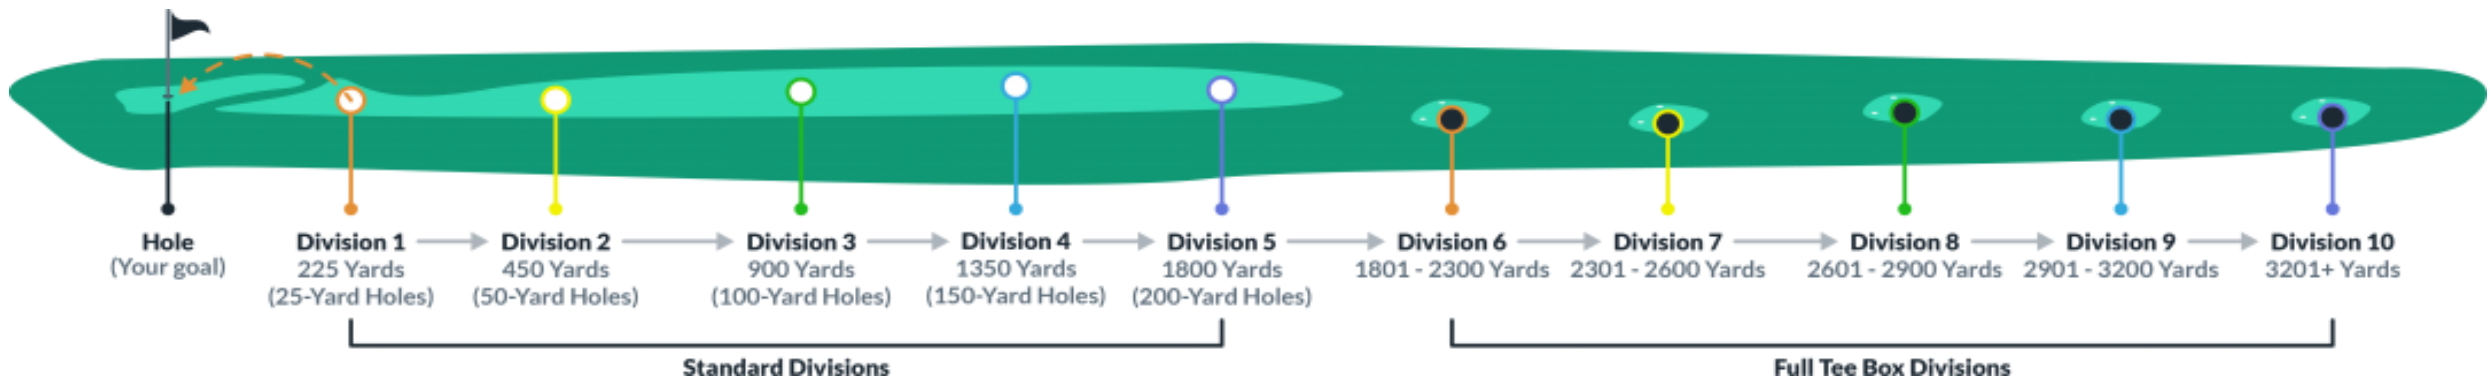 Hole
(Your goal)
Division 1
225 Yards
(25-Yard Holes)
Division 2
450 Yards
(50-Yard Holes)
Division 3
900 Yards
(100-Yard Holes)
Division 4
1350 Yards
(150-Yard Holes)
Division 5
1800 Yards
(200-Yard Holes)
Division 6
1801 - 2300 Yards
Division 7
2301 - 2600 Yards
Division 8
2601 - 2900 Yards
Division 9
2901 - 3200 Yards
Division 10
3201+ Yards
Standard Divisions
Full Tee Box Divisions